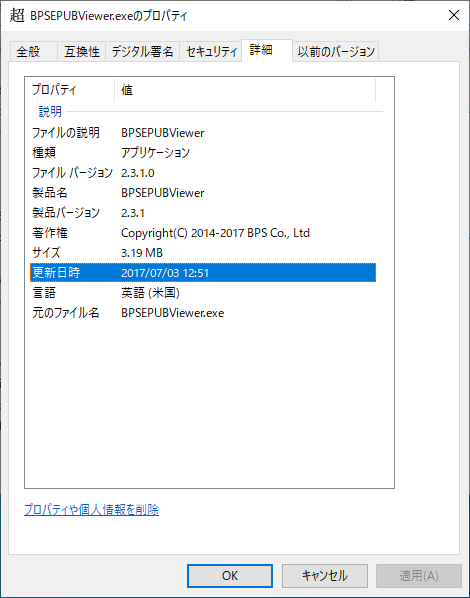 超 BPSEPUBViewer.exeのプロパティ
全般 互換性 デジタル署名 セキュリティ 詳細 以前のバージョン
プロパティ 値
説明
ファイルの説明 BPSEPUBViewer
種類 アプリケーション
ファイル バージョン 2.3.1.0
製品名 BPSEPUBViewer
製品バージョン 2.3.1
著作権 Copyright(C) 2014-2017 BPS Co., Ltd
サイズ 3.19 MB
更新日時 2017/07/03 12:51
言語 英語 (米国)
元のファイル名 BPSEPUBViewer.exe
プロパティや個人情報を削除
OK キャンセル 適用(A)